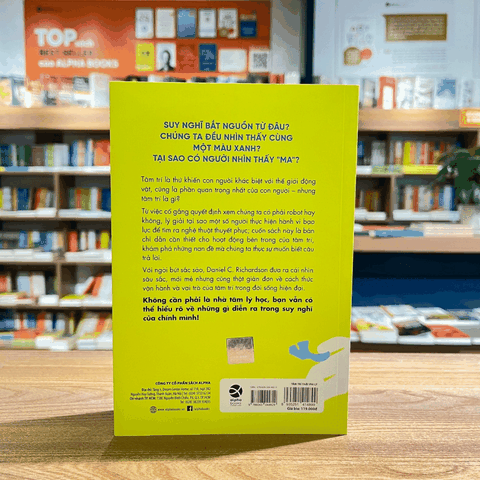 TOP
CỦA ALPHA BOOKS
SUY NGHĨ BẮT NGUỒN TỪ ĐÂU?
CHÚNG TA ĐỀU NHÌN THẤY CÙNG
MỘT MÀU XANH?
TẠI SAO CÓ NGƯỜI NHÌN THẤY "MA"?
Tâm trí là thứ khiến con người khác biệt với thế giới động
vật, cũng là phần quan trọng nhất của con người – nhưng
tâm trí là gì?
Từ việc cố gắng quyết định xem chúng ta có phải robot hay
không, lý giải tại sao một số người thực hiện hành vi bạo
lực để tìm ra nghệ thuật thuyết phục; cuốn sách này là bản
chỉ dẫn cần thiết cho hoạt động bên trong của tâm trí,
khám phá những nan đề mà chúng ta thực sự muốn biết câu
trả lời.
Với ngòi bút sắc sảo, Daniel C. Richardson đưa ra cái nhìn
sâu sắc, mới mẻ nhưng cũng thật giản đơn về cách thức
vận hành và vai trò của tâm trí trong đời sống hiện đại.
Không cần phải là nhà tâm lý học, bạn vẫn có
thể hiểu rõ về những gì diễn ra trong suy nghĩ
của chính mình!
CÔNG TY CỔ PHẦN SÁCH ALPHA
alpha
Giá bìa: 119.000đ